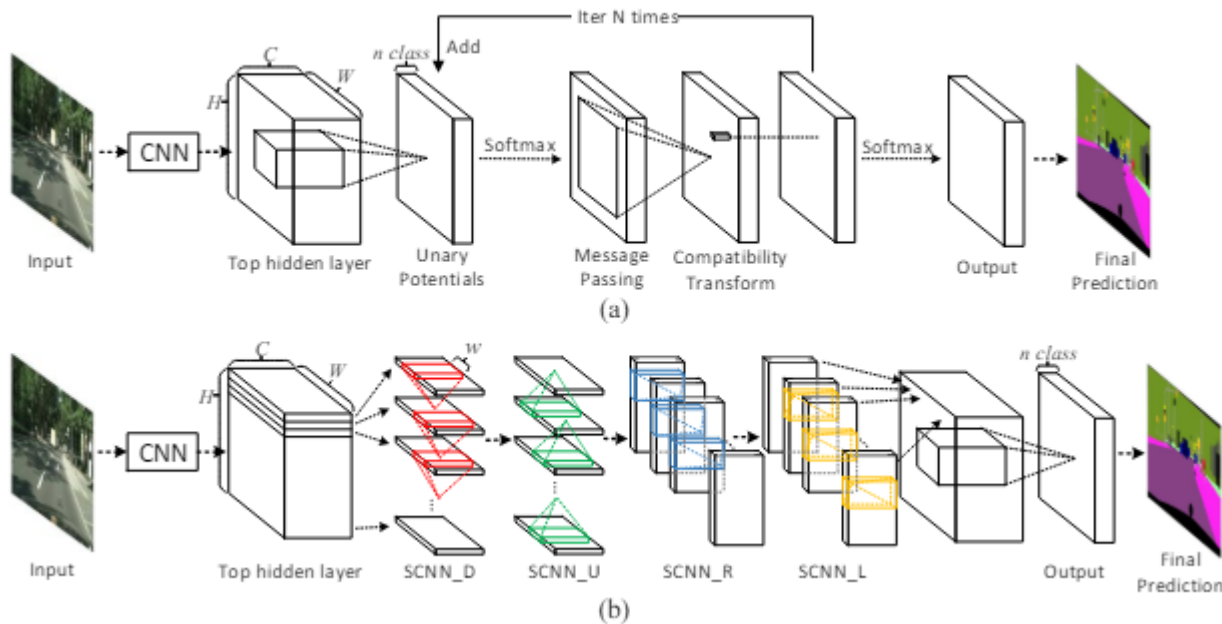 Iter N times
Add
C
n class
W
H
CNN
Softmax
Softmax
Input
Top hidden layer
Unary
Potentials
Message
Passing
Compatibility
Transform
Output
Final
Prediction
(a)
C
W
H
w
n class
CNN
Input
Top hidden layer
SCNN_D
SCNN_U
SCNN_R
SCNN_L
Output
Final
Prediction
(b)